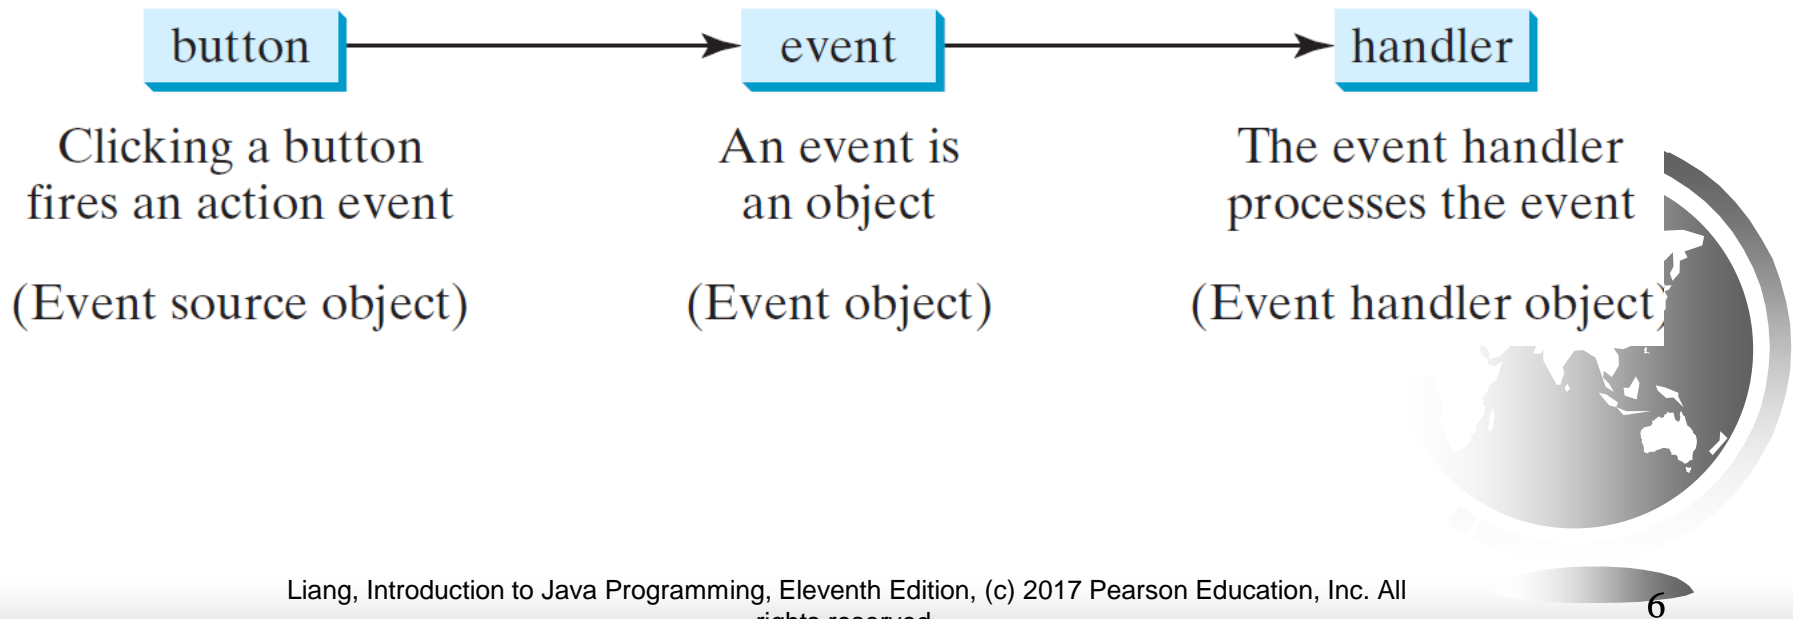 button
event
handler
Clicking a button
fires an action event
An event is
an object
The event handler
processes the event
(Event source object)
(Event object)
(Event handler object)
Liang, Introduction to Java Programming, Eleventh Edition, (c) 2017 Pearson Education, Inc. All
rights reserved
6